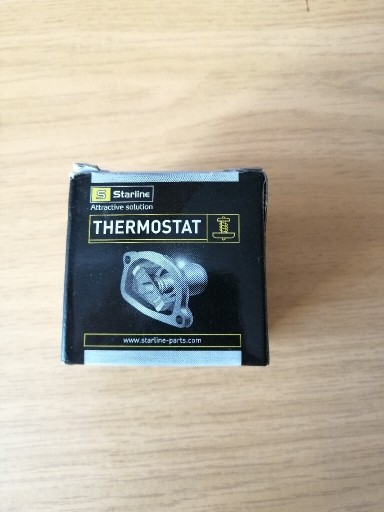 S Starline
Attractive solution
THERMOSTAT
www.starline-parts.com